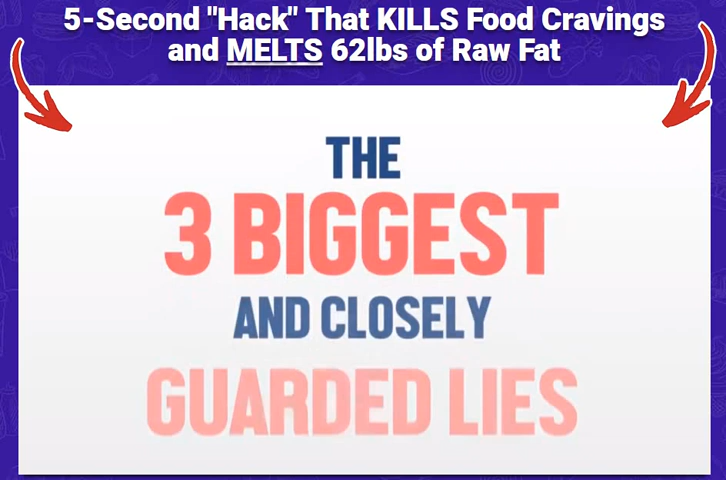 5-Second "Hack" That KILLS Food Cravings
and MELTS 62lbs of Raw Fat
THE
3 BIGGEST
AND CLOSELY
GUARDED LIES